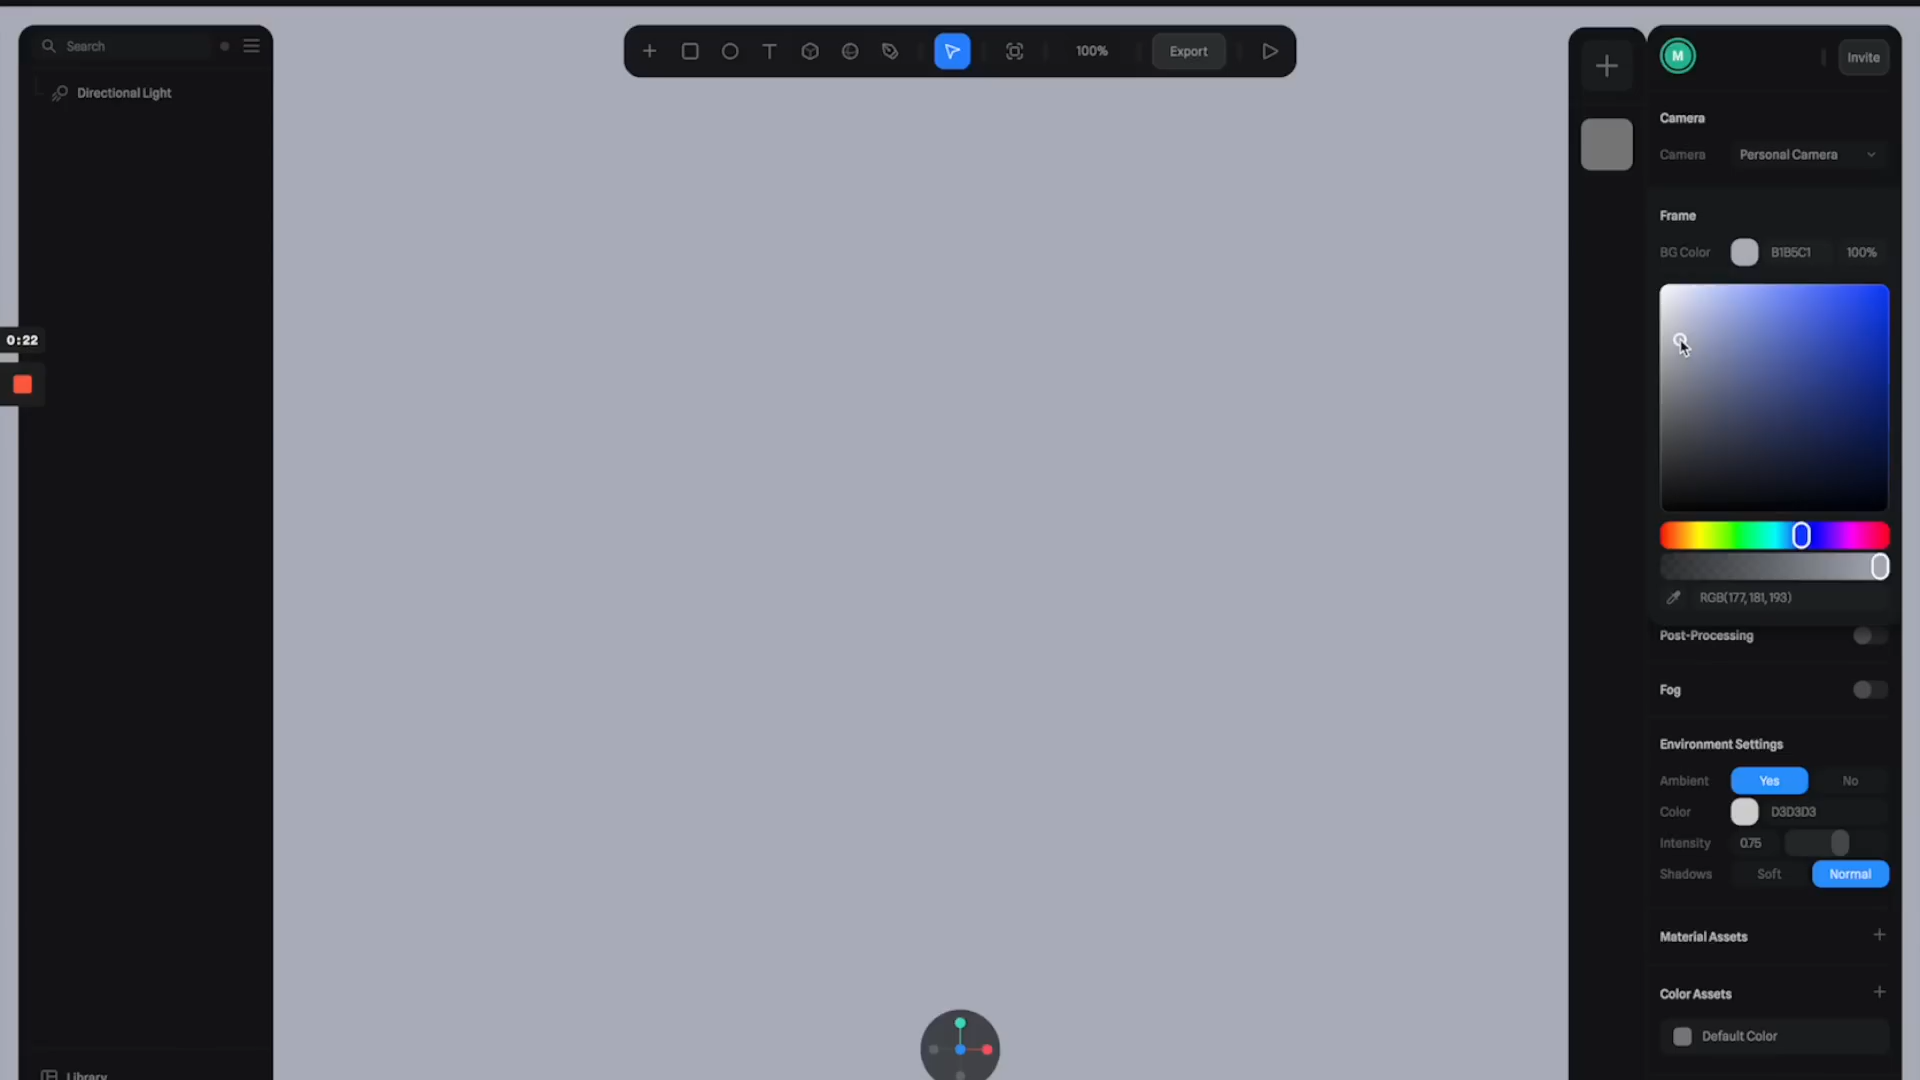 Search
Directional Light
0:22
Library
T
100%
Export
M
Invite
Camera
Camera
Personal Camera
Frame
BG Color
B1B5C1
100%
RGB(177, 181, 193)
Post-Processing
Fog
Environment Settings
Ambient
Yes
No
Color
D3D3D3
Intensity
0.75
Shadows
Soft
Normal
Material Assets
Color Assets
Default Color